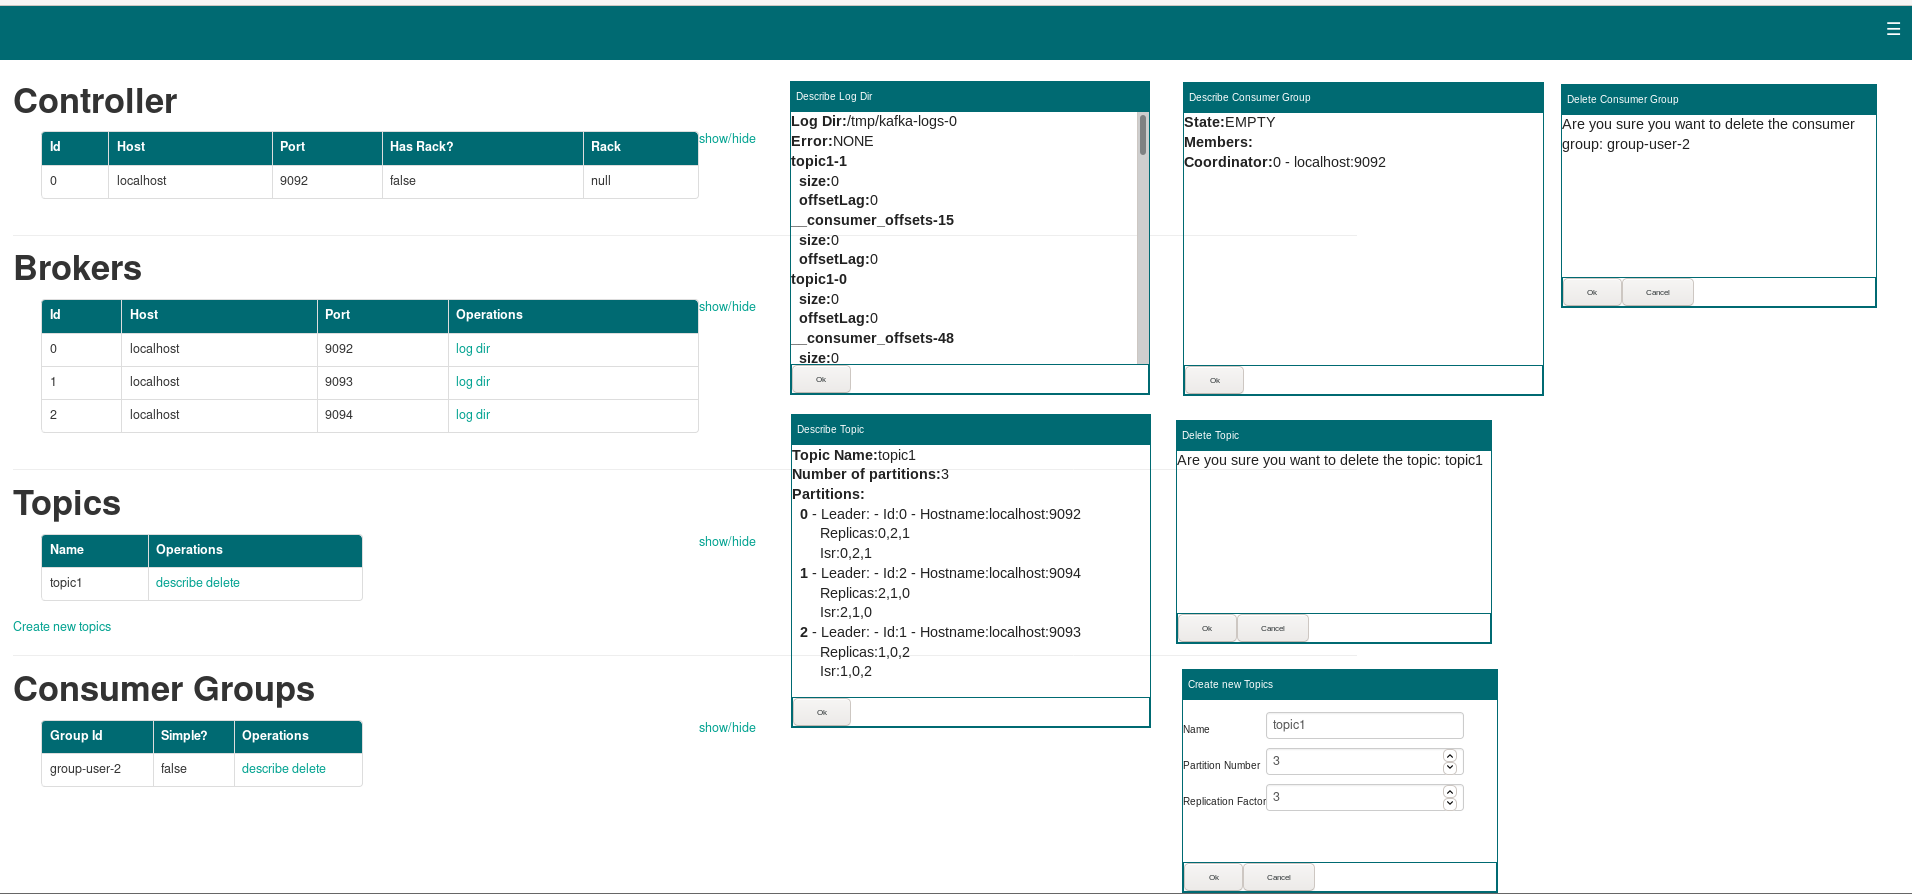 ☰
Controller
Id Host Port Has Rack? Rack
0 localhost 9092 false null
show/hide
Brokers
Id Host Port Operations
0 localhost 9092 log dir
1 localhost 9093 log dir
2 localhost 9094 log dir
show/hide
Topics
Name Operations
topic1 describe delete
show/hide
Create new topics
Consumer Groups
Group Id Simple? Operations
group-user-2 false describe delete
show/hide
Describe Log Dir
Log Dir:/tmp/kafka-logs-0
Error:NONE
topic1-1
size:0
offsetLag:0
__consumer_offsets-15
size:0
offsetLag:0
topic1-0
size:0
offsetLag:0
__consumer_offsets-48
size:0
Ok
Describe Consumer Group
State:EMPTY
Members:
Coordinator:0 - localhost:9092
Ok
Delete Consumer Group
Are you sure you want to delete the consumer
group: group-user-2
Ok Cancel
Describe Topic
Topic Name:topic1
Number of partitions:3
Partitions:
0 - Leader: - Id:0 - Hostname:localhost:9092
Replicas:0,2,1
Isr:0,2,1
1 - Leader: - Id:2 - Hostname:localhost:9094
Replicas:2,1,0
Isr:2,1,0
2 - Leader: - Id:1 - Hostname:localhost:9093
Replicas:1,0,2
Isr:1,0,2
Ok
Delete Topic
Are you sure you want to delete the topic: topic1
Ok Cancel
Create new Topics
Name topic1
Partition Number 3
Replication Factor 3
Ok Cancel